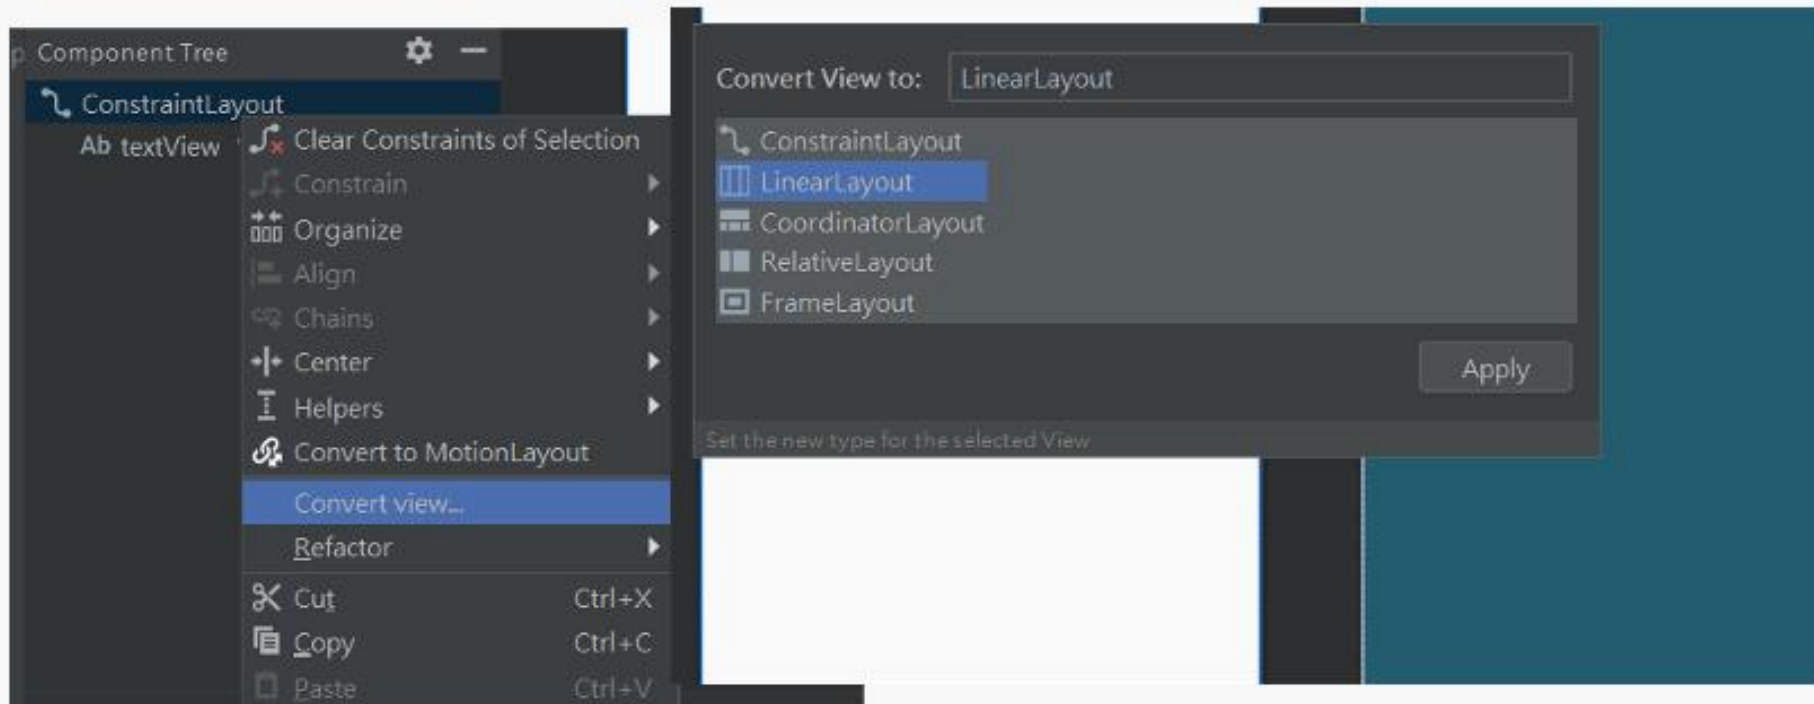 Component Tree
ConstraintLayout
Ab textView
Clear Constraints of Selection
Constrain
Organize
Align
Chains
Center
Helpers
Convert to MotionLayout
Convert view...
Refactor
Cut Ctrl+X
Copy Ctrl+C
Paste Ctrl+V
Convert View to: LinearLayout
ConstraintLayout
LinearLayout
CoordinatorLayout
RelativeLayout
FrameLayout
Apply
Set the new type for the selected View